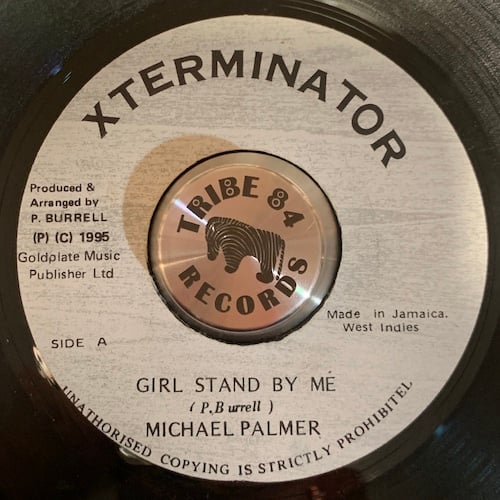 XTERMINATOR
Produced &
Arranged by
P. BURRELL
(P) (C) 1995
Goldplate Music
Publisher Ltd
TRIBE 84
RECORDS
Made in Jamaica.
West Indies
SIDE A
GIRL STAND BY ME
( P.Burrell )
MICHAEL PALMER
UNATHORISED COPYING IS STRICTLY PROHIBITEL